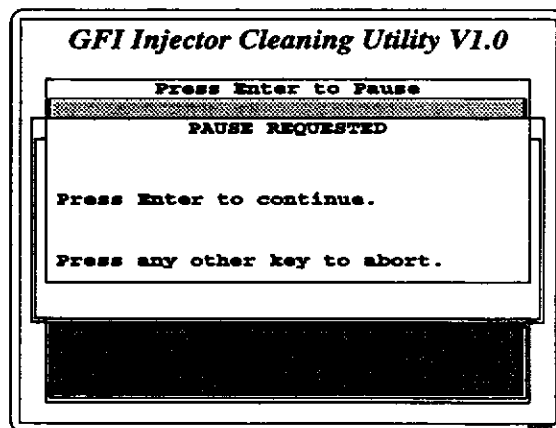 GFI Injector Cleaning Utility V1.0
Press Enter to Pause
PAUSE REQUESTED
Press Enter to continue.
Press any other key to abort.